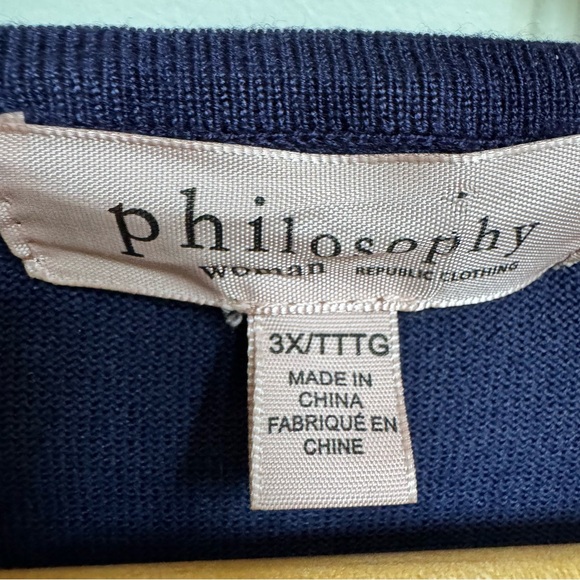 philosophy
woman REPUBLIC CLOTHING
3X/TTTG
MADE IN
CHINA
FABRIQUÉ EN
CHINE